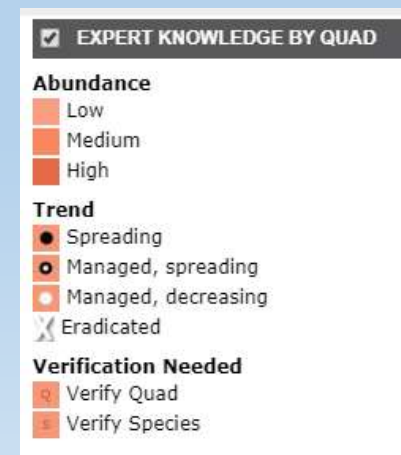 EXPERT KNOWLEDGE BY QUAD
Abundance
Low
Medium
High
Trend
Spreading
Managed, spreading
Managed, decreasing
Eradicated
Verification Needed
Q Verify Quad
S Verify Species